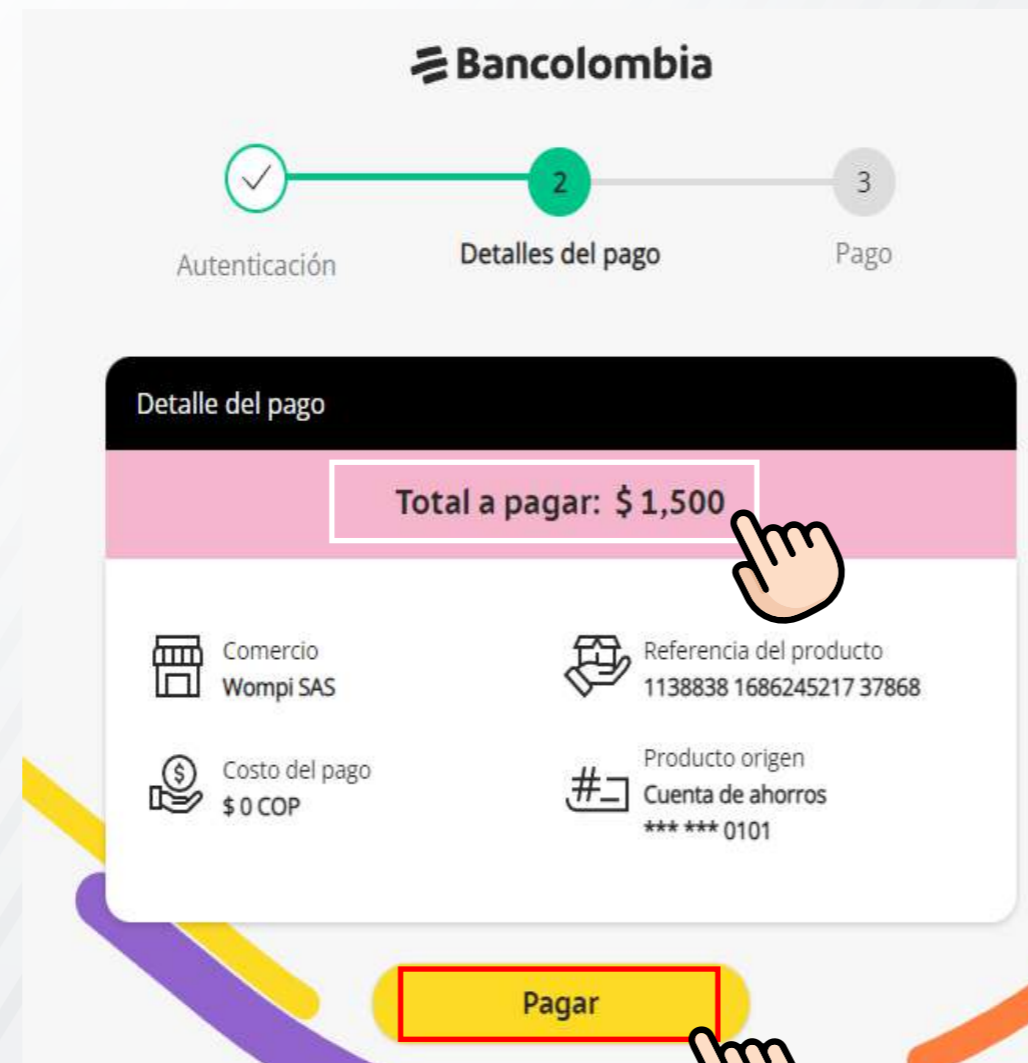 Bancolombia
2
3
Autenticación
Detalles del pago
Pago
Detalle del pago
Total a pagar: $ 1,500
Comercio
Wompi SAS
Referencia del producto
1138838 1686245217 37868
Costo del pago
$ 0 COP
Producto origen
Cuenta de ahorros
*** *** 0101
Pagar